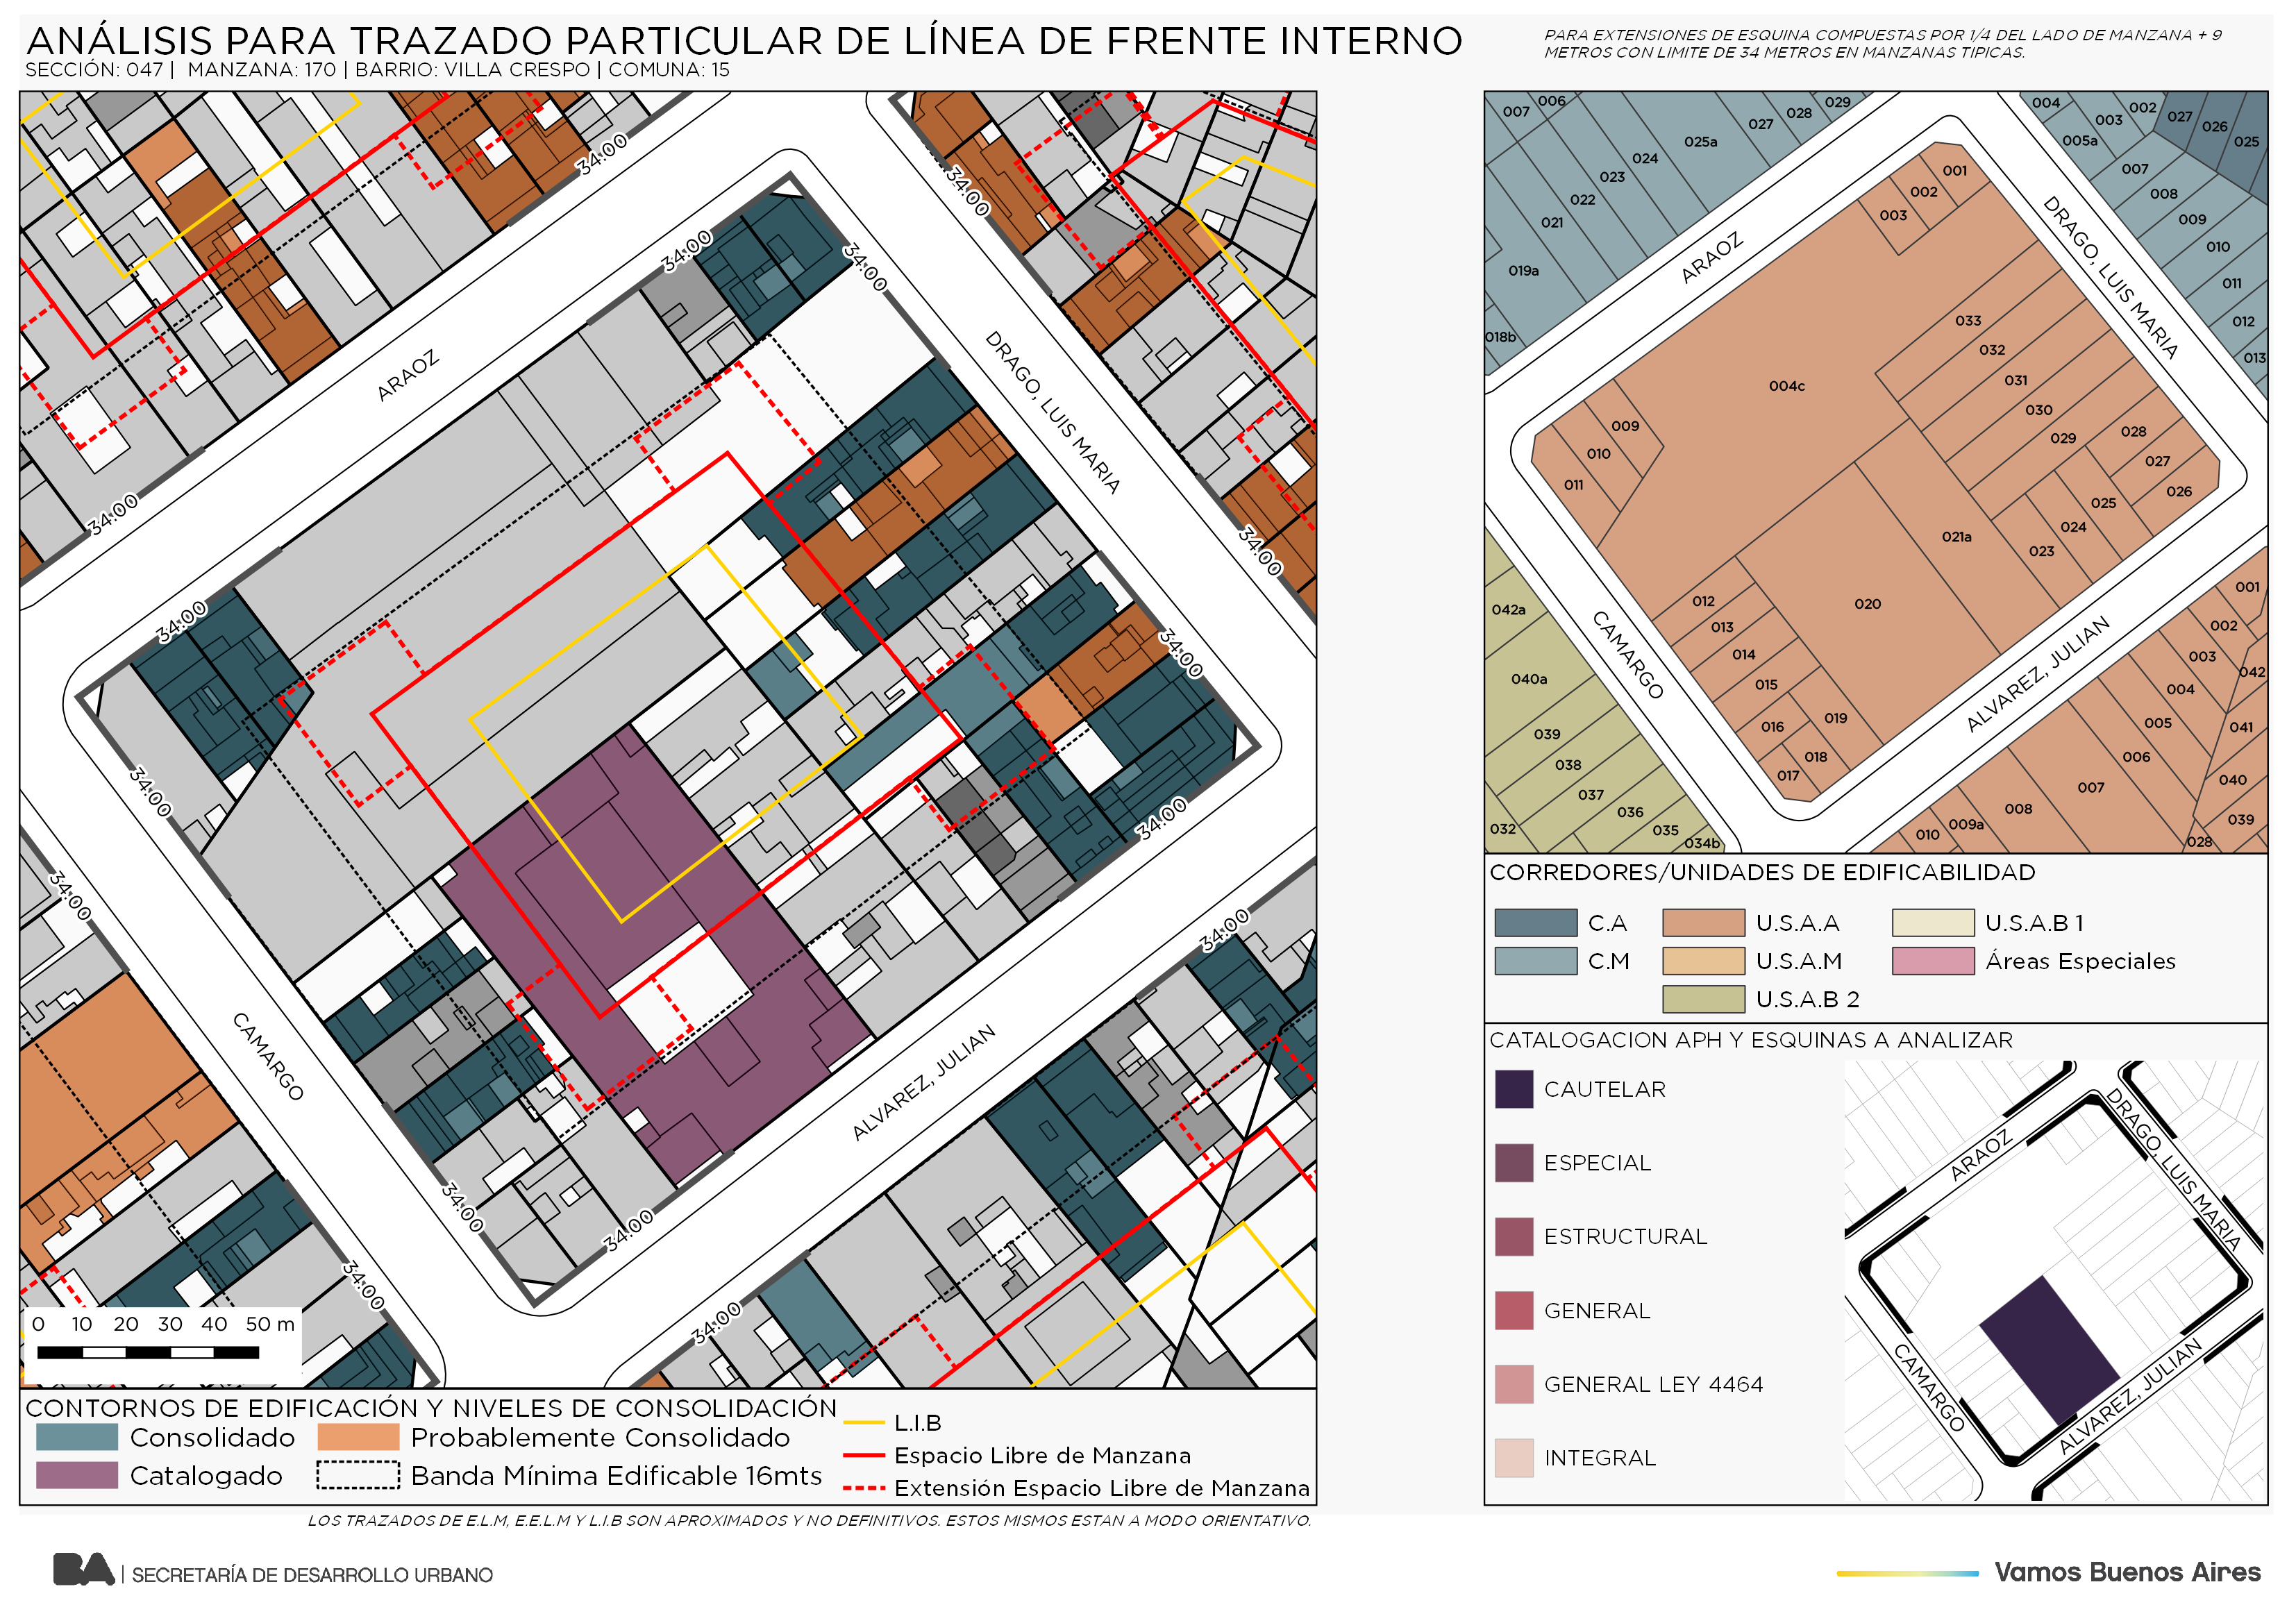 ANÁLISIS PARA TRAZADO PARTICULAR DE LÍNEA DE FRENTE INTERNO
SECCIÓN: 047 | MANZANA: 170 | BARRIO: VILLA CRESPO | COMUNA: 15
PARA EXTENSIONES DE ESQUINA COMPUESTAS POR 1/4 DEL LADO DE MANZANA + 9
METROS CON LIMITE DE 34 METROS EN MANZANAS TIPICAS.
34.00
34.00
34.00
34.00
ARAOZ
DRAGO, LUIS MARIA
34.00
34.00
34.00
34.00
34.00
34.00
34.00
34.00
CAMARGO
ALVAREZ, JULIAN
34.00
34.00
34.00
34.00
0 10 20 30 40 50 m
CONTORNOS DE EDIFICACIÓN Y NIVELES DE CONSOLIDACIÓN
Consolidado
Probablemente Consolidado
Catalogado
Banda Mínima Edificable 16mts
L.I.B
Espacio Libre de Manzana
Extensión Espacio Libre de Manzana
LOS TRAZADOS DE E.L.M, E.E.L.M Y L.I.B SON APROXIMADOS Y NO DEFINITIVOS. ESTOS MISMOS ESTAN A MODO ORIENTATIVO.
007
006
029
028
027
025a
024
023
022
021
019a
018b
004
003
002
027
026
025
005a
007
008
009
010
011
012
013
001
002
003
ARAOZ
DRAGO, LUIS MARIA
033
032
031
030
029
028
027
026
025
024
023
021a
020
004c
009
010
011
012
013
014
015
016
019
018
017
CAMARGO
ALVAREZ, JULIAN
042a
040a
039
038
037
036
035
034b
032
001
002
003
042
004
005
041
006
007
040
008
039
009a
010
028
CORREDORES/UNIDADES DE EDIFICABILIDAD
C.A
U.S.A.A
U.S.A.B 1
C.M
U.S.A.M
Áreas Especiales
U.S.A.B 2
CATALOGACION APH Y ESQUINAS A ANALIZAR
CAUTELAR
ESPECIAL
ESTRUCTURAL
GENERAL
GENERAL LEY 4464
INTEGRAL
ARAOZ
DRAGO, LUIS MARIA
CAMARGO
ALVAREZ, JULIAN
BA | SECRETARÍA DE DESARROLLO URBANO
Vamos Buenos Aires